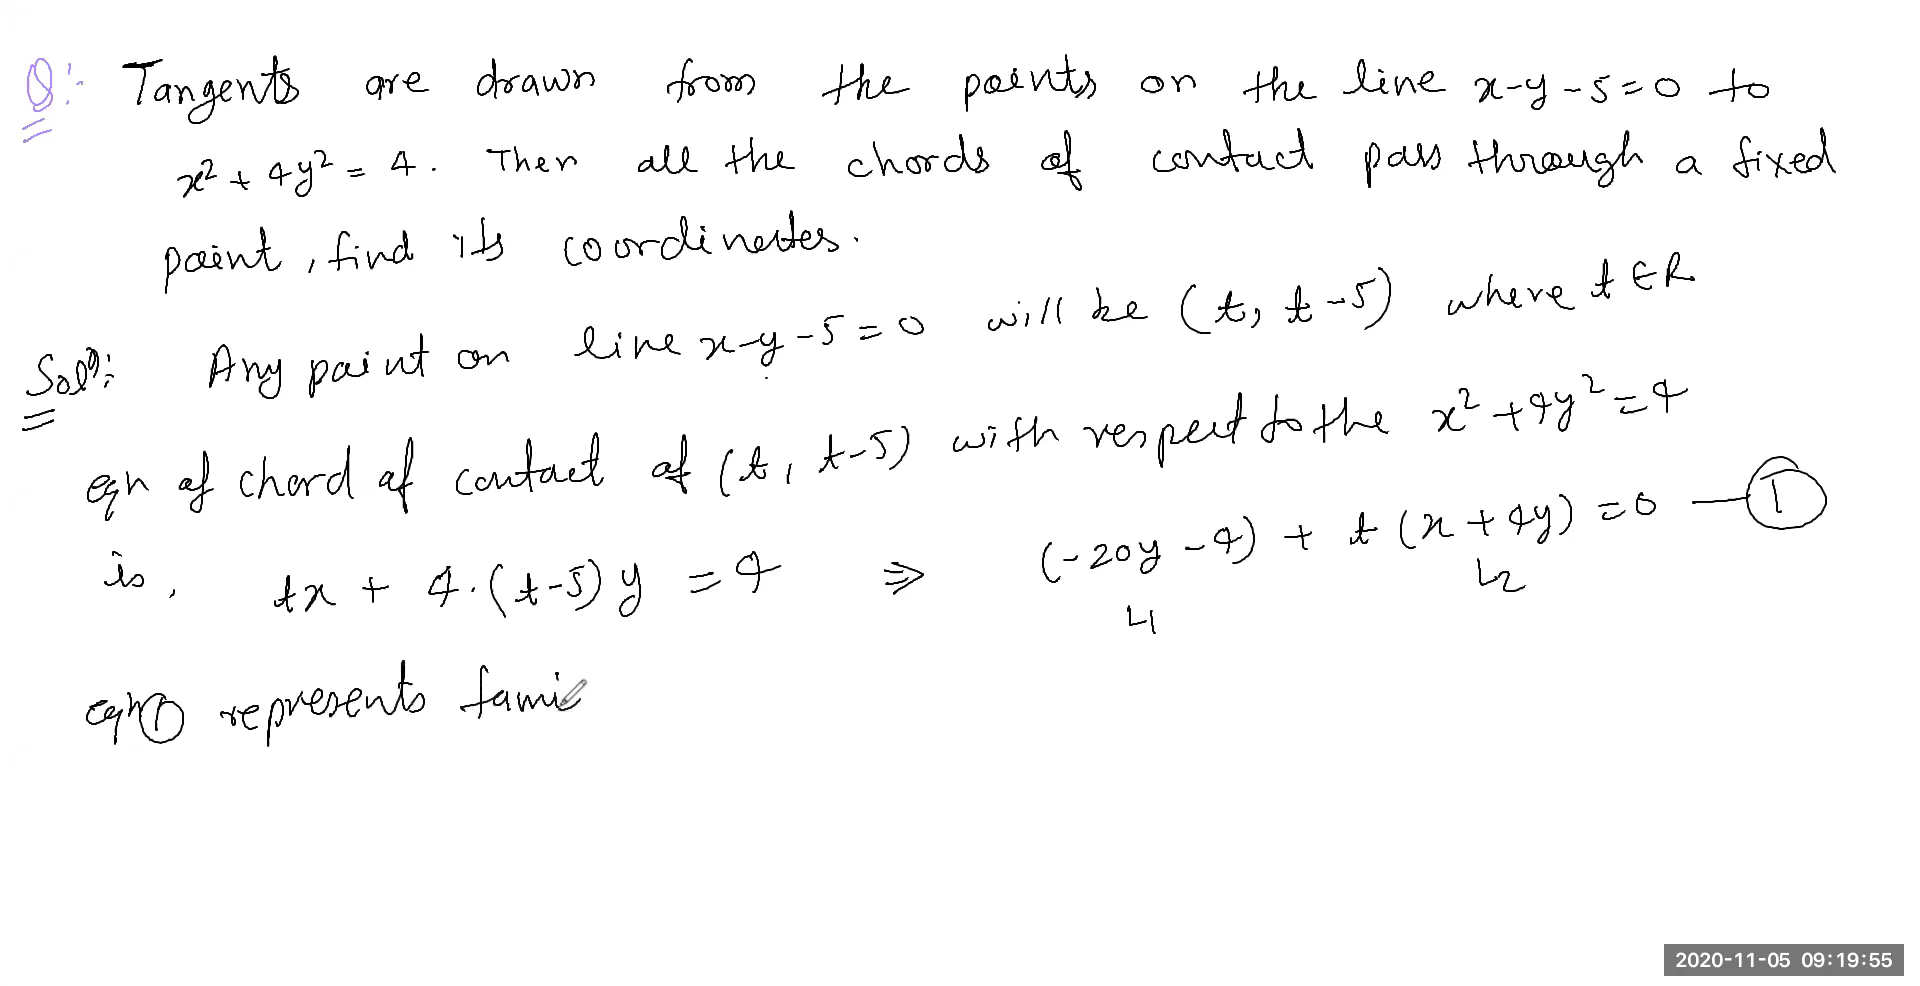 Q:- Tangents are drawn from the points on the line x-y-5=0 to
x² + 4y² = 4. Then all the chords of contact pass through a fixed
point, find its coordinates.
Solⁿ: Any point on line x-y-5=0 will be (t, t-5) where t ∈ R
eqn of chord of contact of (t, t-5) with respect to the x² + 4y² = 4
is, tx + 4·(t-5)y = 4 ⇒ (-20y - 4) + t(x + 4y) = 0 — ①
L1 L2
eqn ① represents fami
2020-11-05 09:19:55